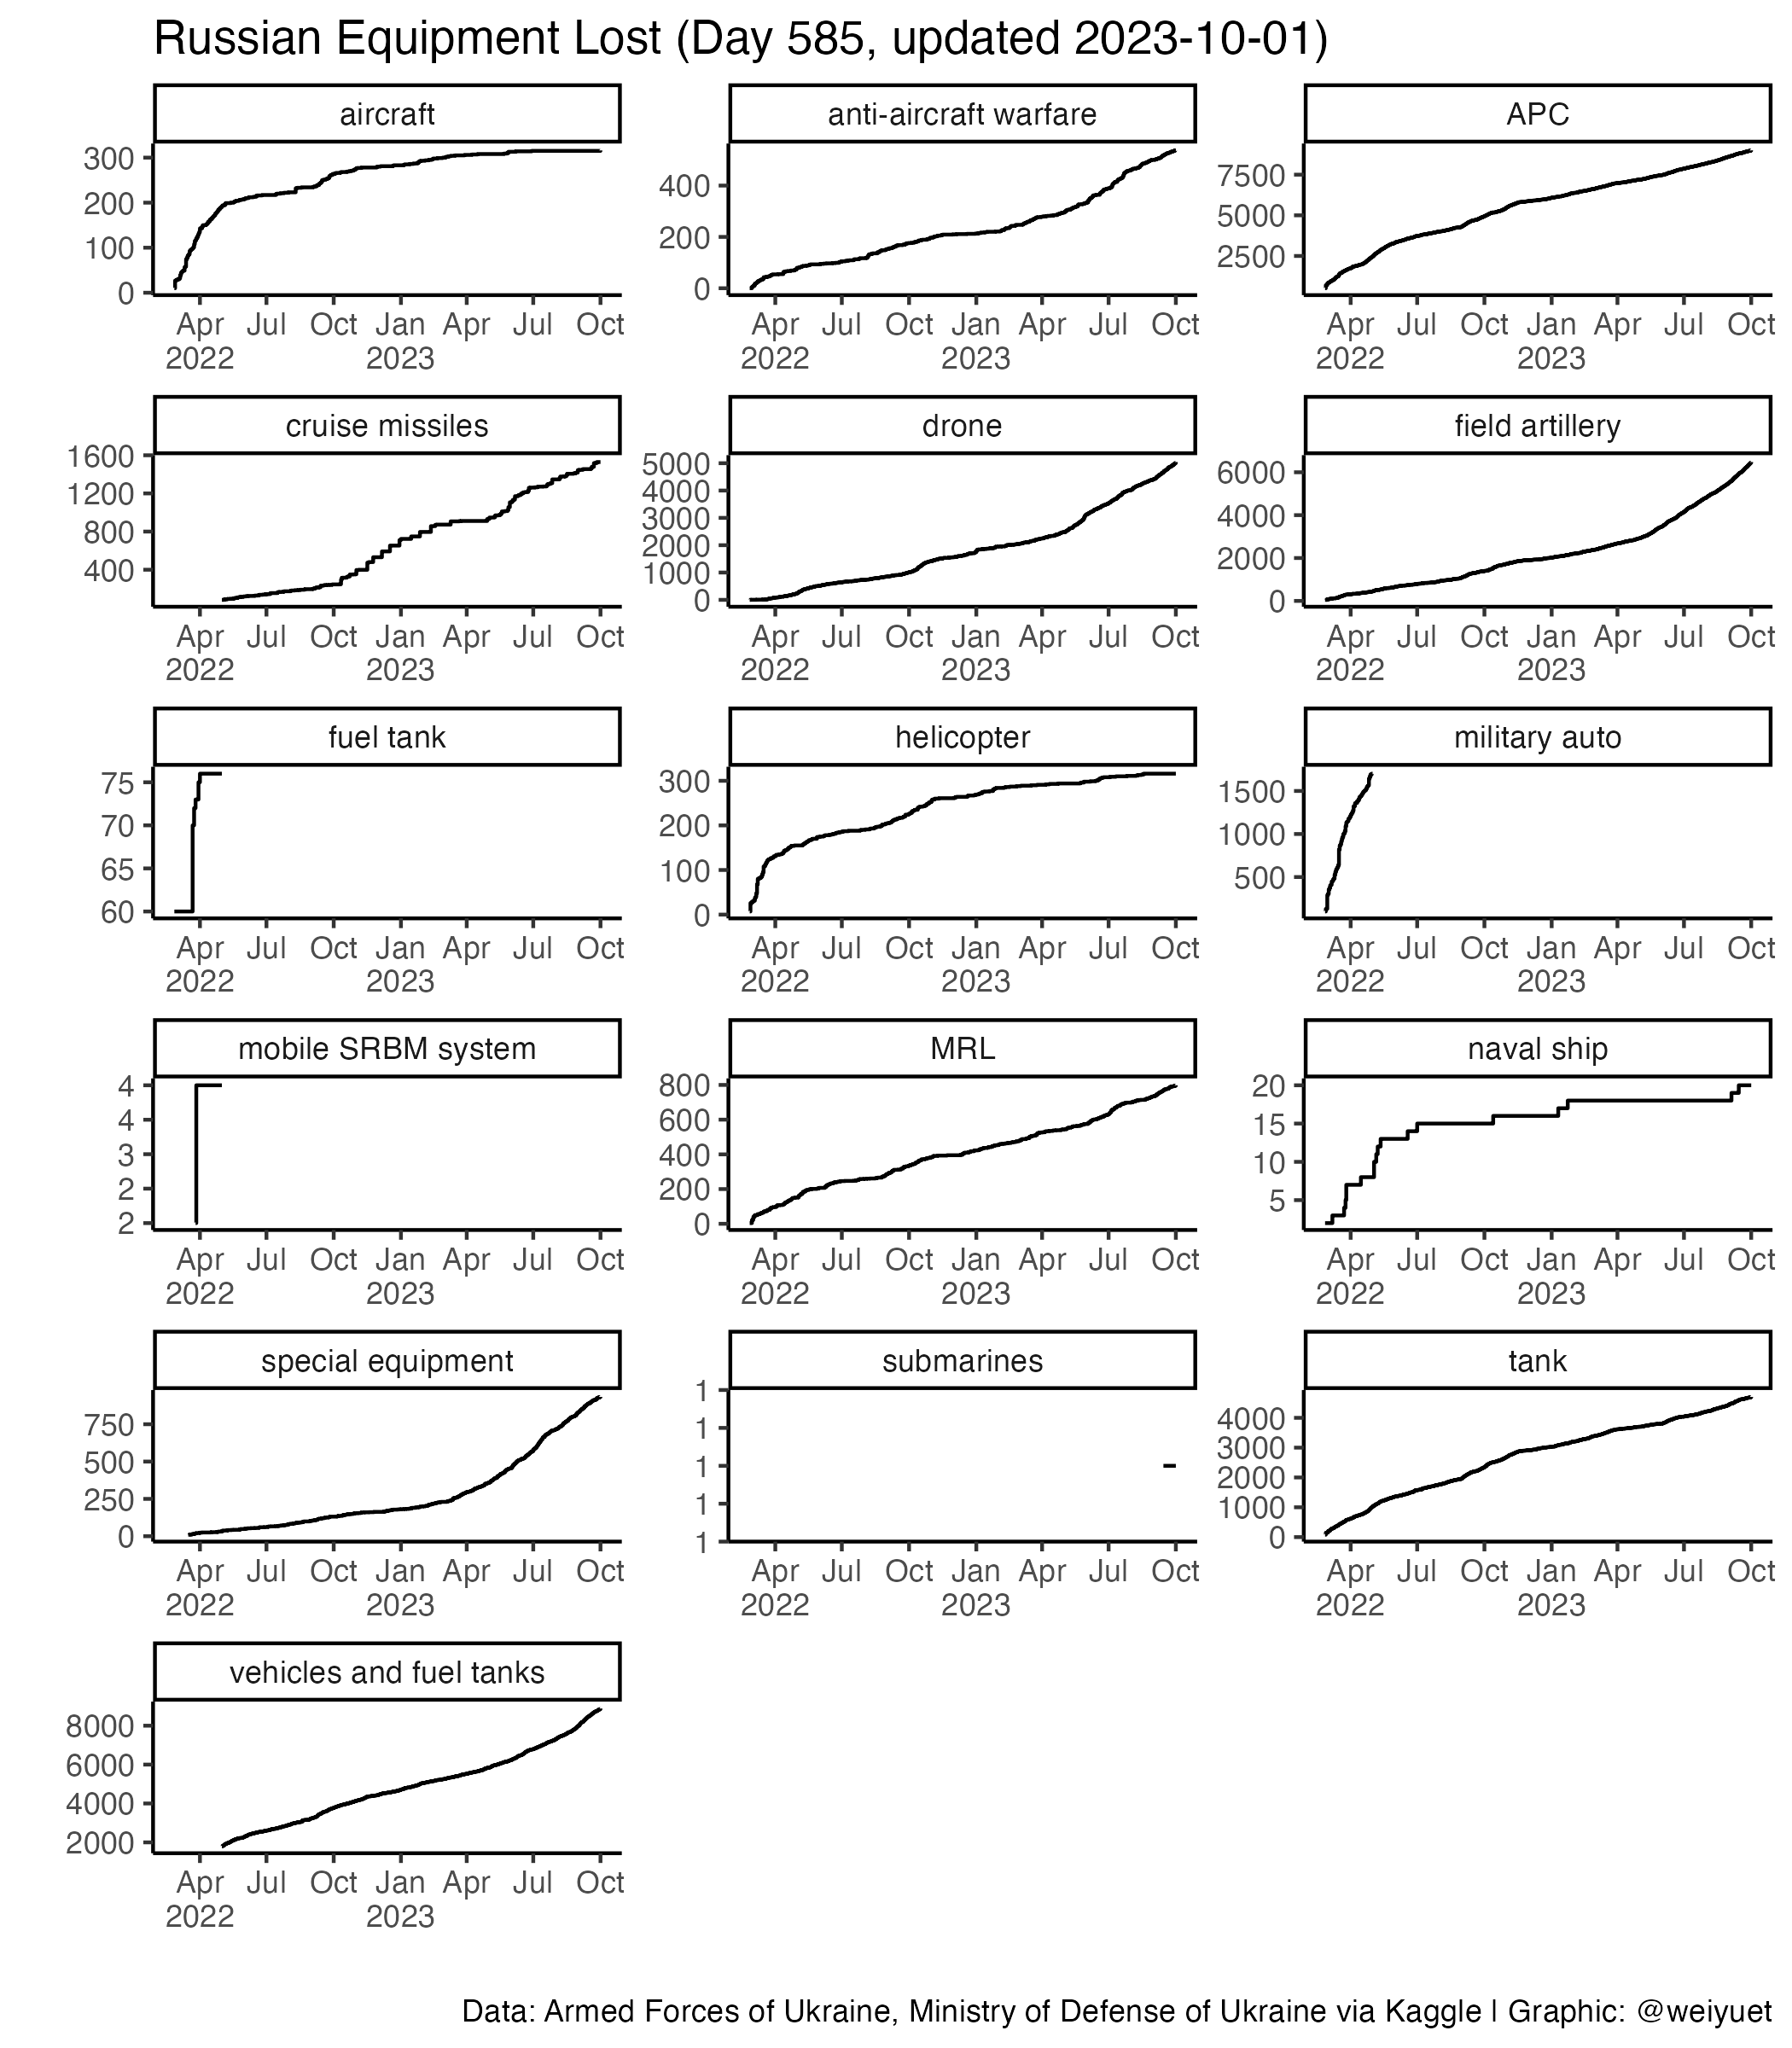 Russian Equipment Lost (Day 585, updated 2023-10-01)
aircraft
300
200
100
0
Apr Jul Oct Jan Apr Jul Oct
2022 2023
anti-aircraft warfare
400
200
0
Apr Jul Oct Jan Apr Jul Oct
2022 2023
APC
7500
5000
2500
Apr Jul Oct Jan Apr Jul Oct
2022 2023
cruise missiles
1600
1200
800
400
Apr Jul Oct Jan Apr Jul Oct
2022 2023
drone
5000
4000
3000
2000
1000
0
Apr Jul Oct Jan Apr Jul Oct
2022 2023
field artillery
6000
4000
2000
0
Apr Jul Oct Jan Apr Jul Oct
2022 2023
fuel tank
75
70
65
60
Apr Jul Oct Jan Apr Jul Oct
2022 2023
helicopter
300
200
100
0
Apr Jul Oct Jan Apr Jul Oct
2022 2023
military auto
1500
1000
500
Apr Jul Oct Jan Apr Jul Oct
2022 2023
mobile SRBM system
4
4
3
2
2
Apr Jul Oct Jan Apr Jul Oct
2022 2023
MRL
800
600
400
200
0
Apr Jul Oct Jan Apr Jul Oct
2022 2023
naval ship
20
15
10
5
Apr Jul Oct Jan Apr Jul Oct
2022 2023
special equipment
750
500
250
0
Apr Jul Oct Jan Apr Jul Oct
2022 2023
submarines
1
1
1
1
1
Apr Jul Oct Jan Apr Jul Oct
2022 2023
tank
4000
3000
2000
1000
0
Apr Jul Oct Jan Apr Jul Oct
2022 2023
vehicles and fuel tanks
8000
6000
4000
2000
Apr Jul Oct Jan Apr Jul Oct
2022 2023
Data: Armed Forces of Ukraine, Ministry of Defense of Ukraine via Kaggle | Graphic: @weiyuet